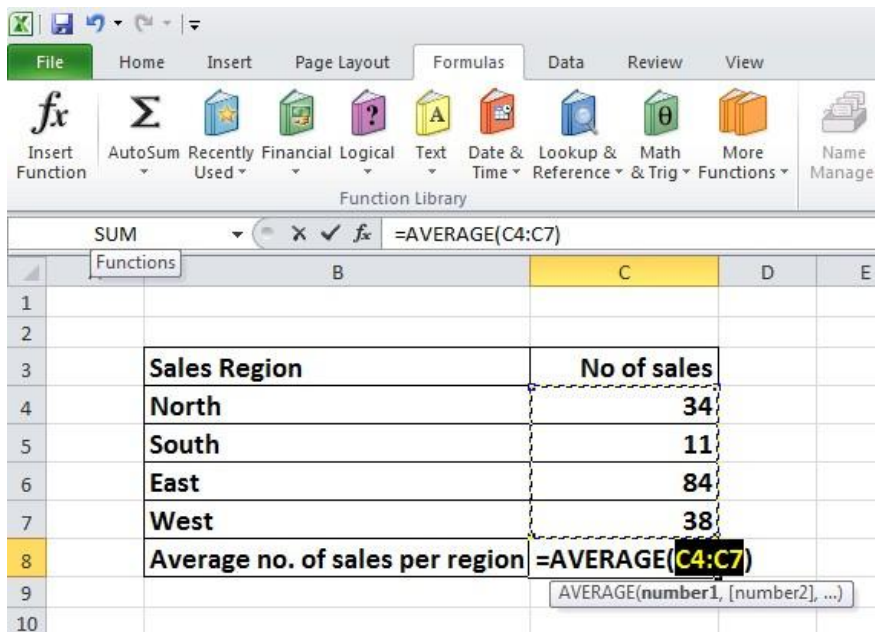 File Home Insert Page Layout Formulas Data Review View
fx Σ ? A θ
Insert AutoSum Recently Financial Logical Text Date & Lookup & Math More Name
Function Used Time Reference & Trig Functions Manage
Function Library
SUM fx =AVERAGE(C4:C7)
Functions
B C D E
1
2
3 Sales Region No of sales
4 North 34
5 South 11
6 East 84
7 West 38
8 Average no. of sales per region =AVERAGE(C4:C7)
9 AVERAGE(number1, [number2], ...)
10